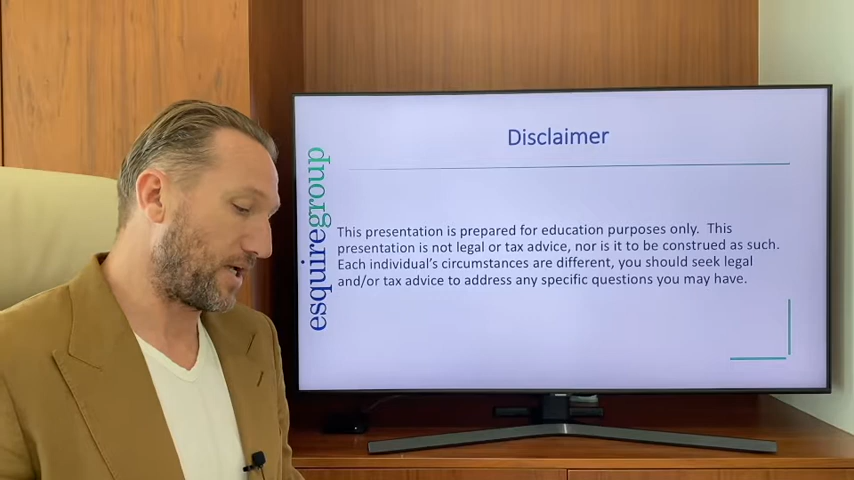 Disclaimer
esquiregroup
This presentation is prepared for education purposes only.  This
presentation is not legal or tax advice, nor is it to be construed as such.
Each individual's circumstances are different, you should seek legal
and/or tax advice to address any specific questions you may have.